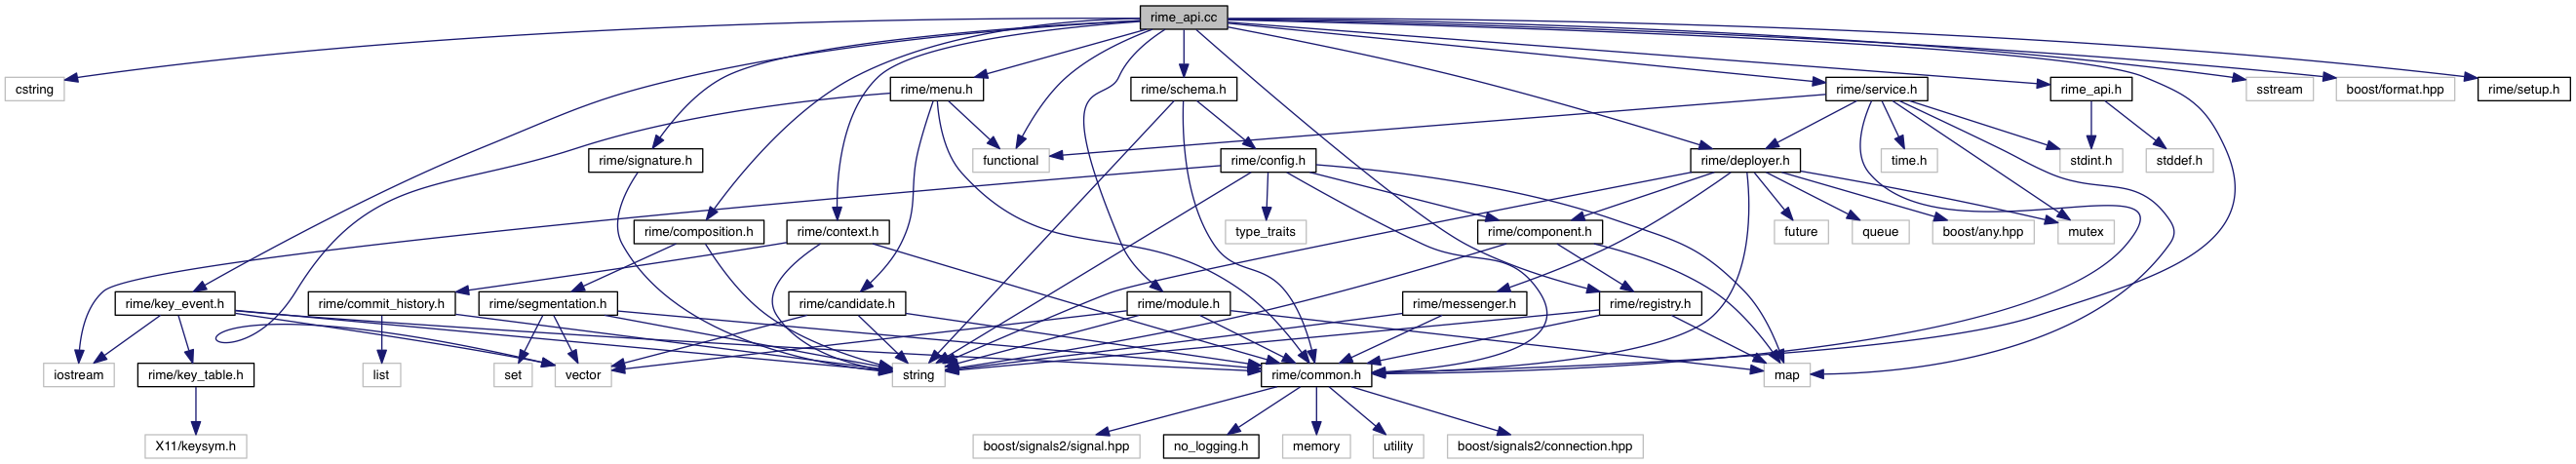 rime_api.cc
cstring
rime/menu.h
rime/schema.h
rime/service.h
rime_api.h
sstream
boost/format.hpp
rime/setup.h
rime/signature.h
functional
rime/config.h
rime/deployer.h
time.h
stdint.h
stddef.h
rime/composition.h
rime/context.h
type_traits
rime/component.h
future
queue
boost/any.hpp
mutex
rime/key_event.h
rime/commit_history.h
rime/segmentation.h
rime/candidate.h
rime/module.h
rime/messenger.h
rime/registry.h
iostream
rime/key_table.h
list
set
vector
string
rime/common.h
map
X11/keysym.h
boost/signals2/signal.hpp
no_logging.h
memory
utility
boost/signals2/connection.hpp